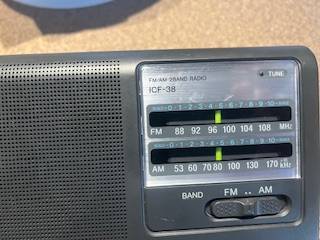 FM/AM 2BAND RADIO
ICF-38
TUNE
0 1 2 3 4 5 6 7 8 9 10
FM 88 92 96 100 104 108 MHz
0 1 2 3 4 5 6 7 8 9 10
AM 53 60 70 80 100 130 170 kHz
BAND FM AM